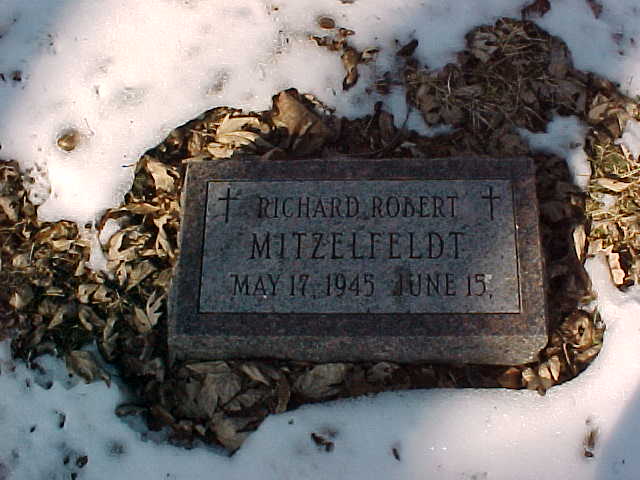 RICHARD ROBERT
MITZELFELDT
MAY 17, 1945 JUNE 15,